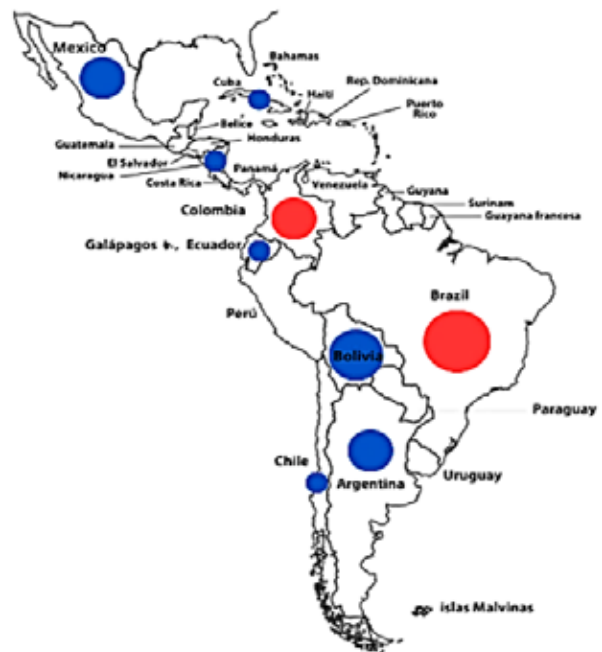 Mexico
Bahamas
Cuba
Rep. Dominicana
Haití
Puerto
Rico
Belice
Honduras
Guatemala
El Salvador
Nicaragua
Panamá
Costa Rica
Venezuela
Guyana
Surinam
Guayana francesa
Colombia
Galápagos
Ecuador
Brazil
Perú
Bolivia
Paraguay
Chile
Uruguay
Argentina
islas Malvinas